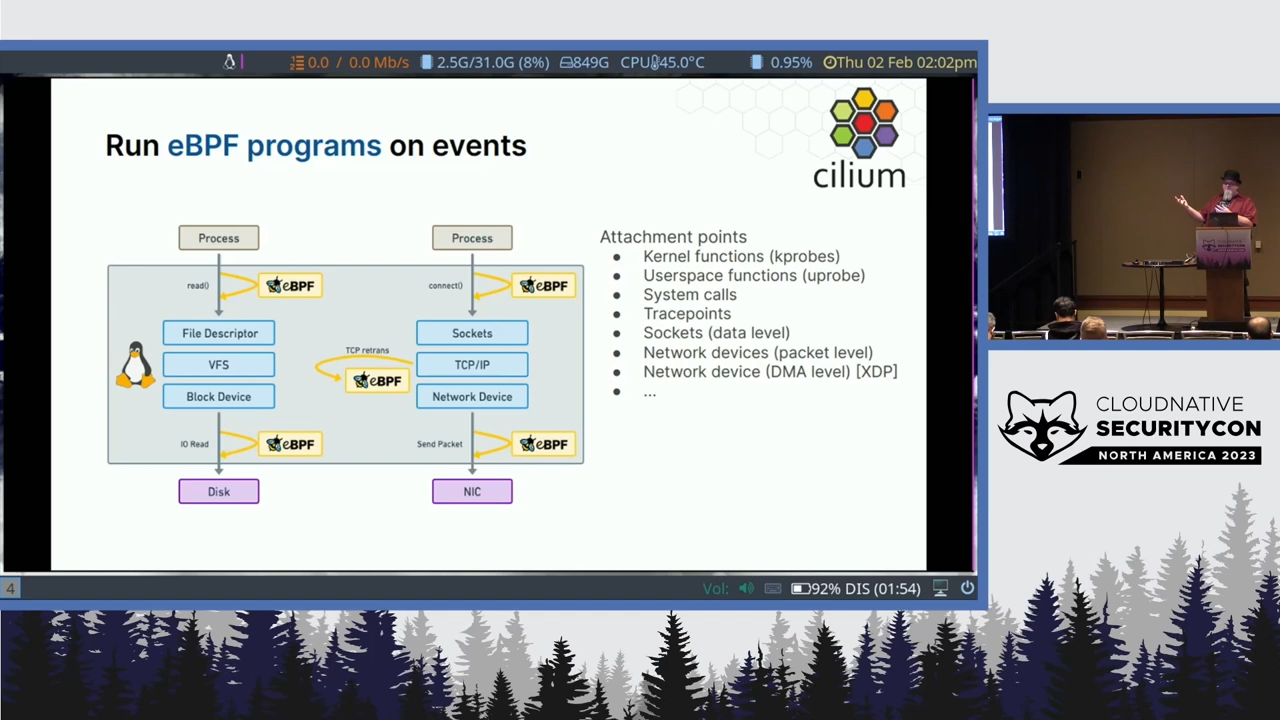 0.0 / 0.0 Mb/s 2.5G/31.0G (8%) 849G CPU 45.0°C 0.95% Thu 02 Feb 02:02pm
Run eBPF programs on events
cilium
Process
read()
eBPF
File Descriptor
VFS
Block Device
IO Read
eBPF
Disk
Process
connect()
eBPF
Sockets
TCP retrans
eBPF
TCP/IP
Network Device
Send Packet
eBPF
NIC
Attachment points
● Kernel functions (kprobes)
● Userspace functions (uprobe)
● System calls
● Tracepoints
● Sockets (data level)
● Network devices (packet level)
● Network device (DMA level) [XDP]
● ...
4
Vol: 92% DIS (01:54)
CLOUDNATIVE
SECURITYCON
CLOUDNATIVE
SECURITYCON
NORTH AMERICA 2023